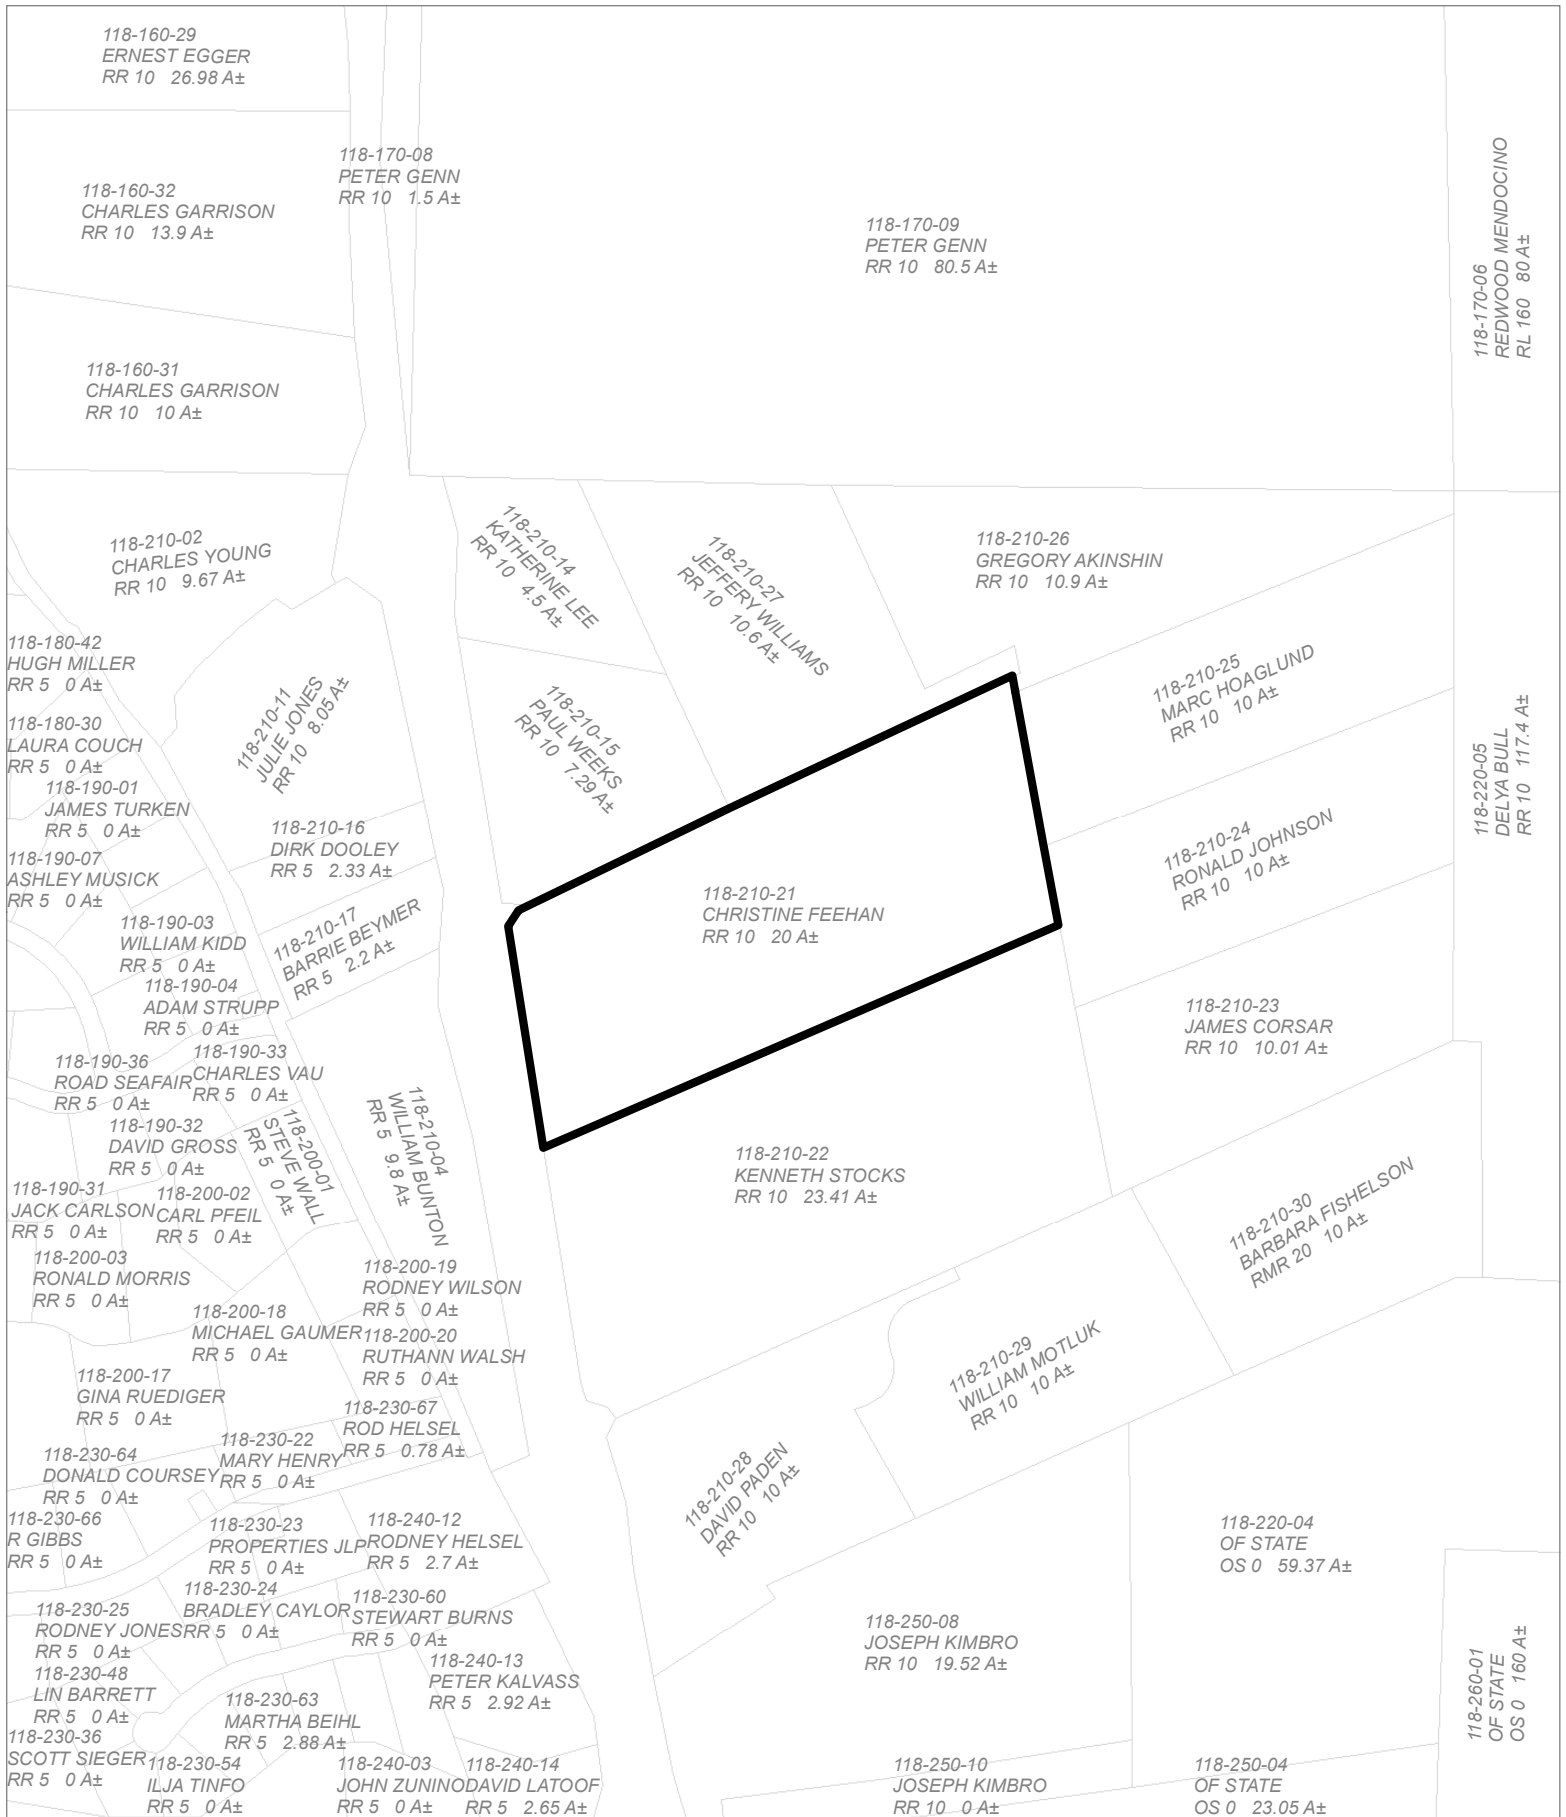 118-160-29
ERNEST EGGER
RR 10 26.98 A±
118-170-08
PETER GENN
RR 10 1.5 A±
118-160-32
CHARLES GARRISON
RR 10 13.9 A±
118-170-09
PETER GENN
RR 10 80.5 A±
118-170-06
REDWOOD MENDOCINO
RL 160 80 A±
118-160-31
CHARLES GARRISON
RR 10 10 A±
118-210-02
CHARLES YOUNG
RR 10 9.67 A±
118-210-14
KATHERINE LEE
RR 10 4.5 A±
118-210-27
JEFFERY WILLIAMS
RR 10 10.6 A±
118-210-26
GREGORY AKINSHIN
RR 10 10.9 A±
118-180-42
HUGH MILLER
RR 5 0 A±
118-210-11
JULIE JONES
RR 10 8.05 A±
118-210-15
PAUL WEEKS
RR 10 7.29 A±
118-210-25
MARC HOAGLUND
RR 10 10 A±
118-220-05
DELYA BULL
RR 10 117.4 A±
118-180-30
LAURA COUCH
RR 5 0 A±
118-190-01
JAMES TURKEN
RR 5 0 A±
118-210-16
DIRK DOOLEY
RR 5 2.33 A±
118-210-24
RONALD JOHNSON
RR 10 10 A±
118-190-07
ASHLEY MUSICK
RR 5 0 A±
118-210-21
CHRISTINE FEEHAN
RR 10 20 A±
118-190-03
WILLIAM KIDD
RR 5 0 A±
118-210-17
BARRIE BEYMER
RR 5 2.2 A±
118-190-04
ADAM STRUPP
RR 5 0 A±
118-210-23
JAMES CORSAR
RR 10 10.01 A±
118-190-36
ROAD SEAFAIR
RR 5 0 A±
118-190-33
CHARLES VAU
RR 5 0 A±
118-190-32
DAVID GROSS
RR 5 0 A±
118-200-01
STEVE WALL
RR 5 0 A±
118-210-04
WILLIAM BUNTON
RR 5 9.8 A±
118-210-22
KENNETH STOCKS
RR 10 23.41 A±
118-190-31
JACK CARLSON
RR 5 0 A±
118-200-02
CARL PFEIL
RR 5 0 A±
118-210-30
BARBARA FISHELSON
RMR 20 10 A±
118-200-03
RONALD MORRIS
RR 5 0 A±
118-200-19
RODNEY WILSON
RR 5 0 A±
118-200-18
MICHAEL GAUMER
RR 5 0 A±
118-200-20
RUTHANN WALSH
RR 5 0 A±
118-210-29
WILLIAM MOTLUK
RR 10 10 A±
118-200-17
GINA RUEDIGER
RR 5 0 A±
118-230-67
ROD HELSEL
RR 5 0.78 A±
118-230-64
DONALD COURSEY
RR 5 0 A±
118-230-22
MARY HENRY
RR 5 0 A±
118-210-28
DAVID PADEN
RR 10 10 A±
118-230-66
R GIBBS
RR 5 0 A±
118-230-23
PROPERTIES JLP
RR 5 0 A±
118-240-12
RODNEY HELSEL
RR 5 2.7 A±
118-220-04
OF STATE
OS 0 59.37 A±
118-230-24
BRADLEY CAYLOR
RR 5 0 A±
118-230-60
STEWART BURNS
RR 5 0 A±
118-230-25
RODNEY JONES
RR 5 0 A±
118-250-08
JOSEPH KIMBRO
RR 10 19.52 A±
118-260-01
OF STATE
OS 0 160 A±
118-230-48
LIN BARRETT
RR 5 0 A±
118-240-13
PETER KALVASS
RR 5 2.92 A±
118-230-63
MARTHA BEIHL
RR 5 2.88 A±
118-230-36
SCOTT SIEGER
RR 5 0 A±
118-230-54
ILJA TINFO
RR 5 0 A±
118-240-03
JOHN ZUNINO
RR 5 0 A±
118-240-14
DAVID LATOOF
RR 5 2.65 A±
118-250-10
JOSEPH KIMBRO
RR 10 0 A±
118-250-04
OF STATE
OS 0 23.05 A±